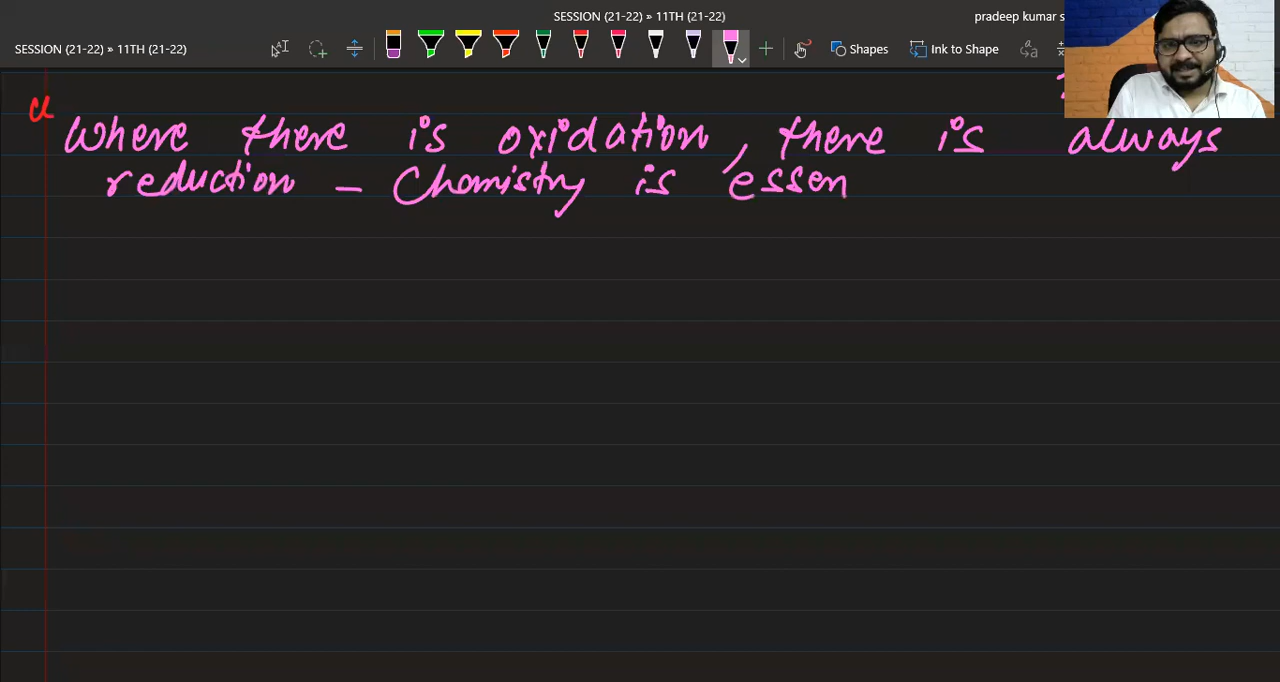 SESSION (21-22) » 11TH (21-22)
pradeep kumar s
SESSION (21-22) » 11TH (21-22)
Shapes
Ink to Shape
Where there is oxidation, there is always
reduction - Chemistry is essen